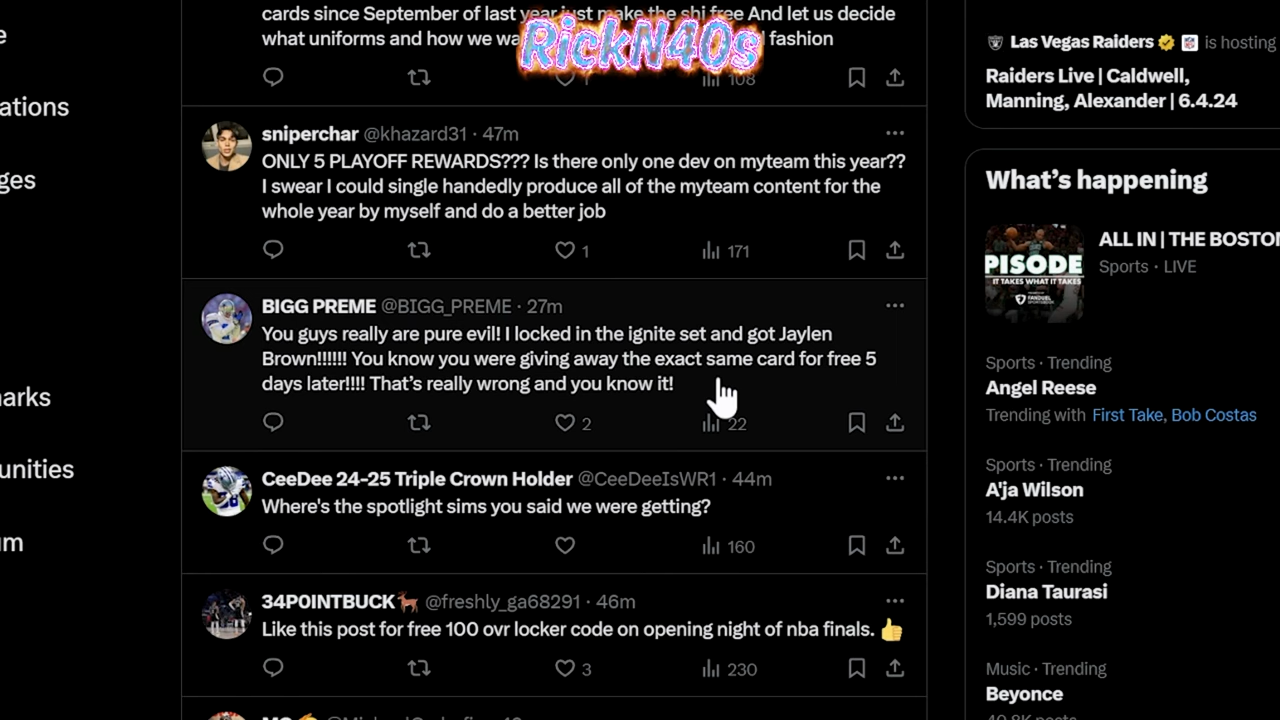 cards since September of last year just make the shi free And let us decide
what uniforms and how we wa
fashion
RickN40s
108
sniperchar @khazard31 · 47m
ONLY 5 PLAYOFF REWARDS??? Is there only one dev on myteam this year??
I swear I could single handedly produce all of the myteam content for the
whole year by myself and do a better job
1 171
BIGG PREME @BIGG_PREME · 27m
You guys really are pure evil! I locked in the ignite set and got Jaylen
Brown!!!!!! You know you were giving away the exact same card for free 5
days later!!!! That’s really wrong and you know it!
2 22
CeeDee 24-25 Triple Crown Holder @CeeDeeIsWR1 · 44m
Where's the spotlight sims you said we were getting?
160
34P0INTBUCK🦌 @freshly_ga68291 · 46m
Like this post for free 100 ovr locker code on opening night of nba finals. 👍
3 230
e
ations
ges
arks
unities
um
Las Vegas Raiders is hosting
Raiders Live | Caldwell,
Manning, Alexander | 6.4.24
What’s happening
PISODE
IT TAKES WHAT IT TAKES
ALL IN | THE BOSTON
Sports · LIVE
Sports · Trending
Angel Reese
Trending with First Take, Bob Costas
Sports · Trending
A'ja Wilson
14.4K posts
Sports · Trending
Diana Taurasi
1,599 posts
Music · Trending
Beyonce